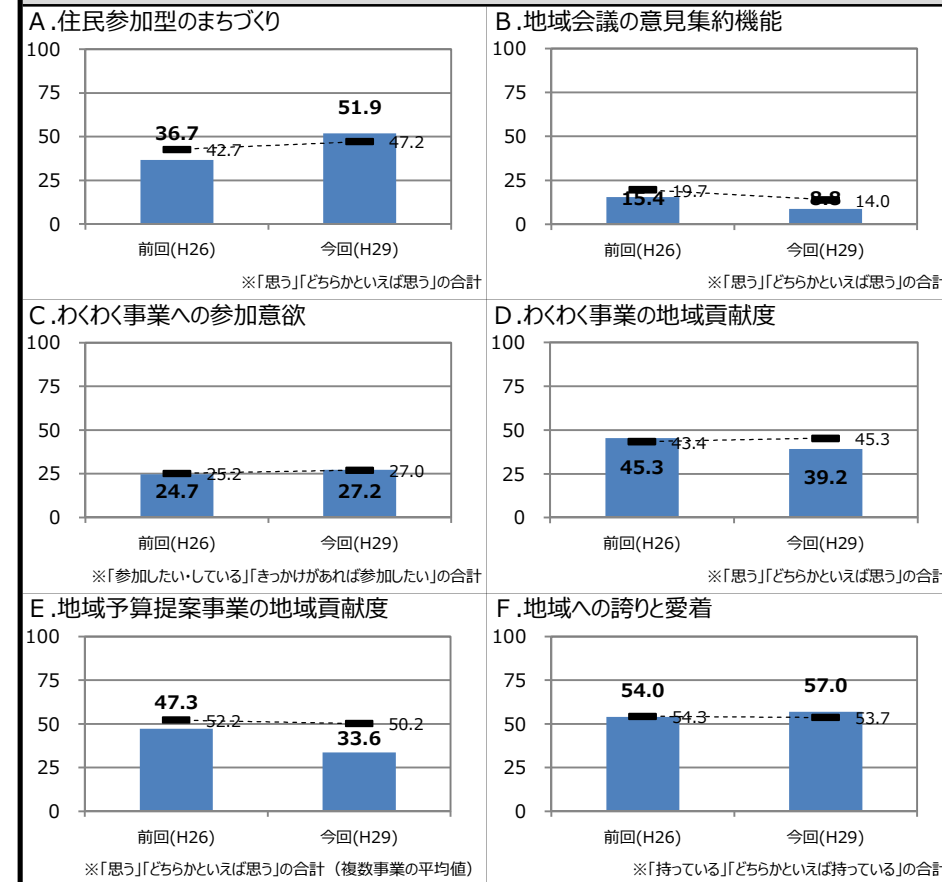 A.住民参加型のまちづくり
100
75
50
25
0
36.7
42.7
51.9
47.2
前回(H26)
今回(H29)
※「思う」「どちらかといえば思う」の合計
B.地域会議の意見集約機能
100
75
50
25
0
15.4
19.7
8.8
14.0
前回(H26)
今回(H29)
※「思う」「どちらかといえば思う」の合計
C.わくわく事業への参加意欲
100
75
50
25
0
25.2
24.7
27.0
27.2
前回(H26)
今回(H29)
※「参加したい・している」「きっかけがあれば参加したい」の合計
D.わくわく事業の地域貢献度
100
75
50
25
0
43.4
45.3
45.3
39.2
前回(H26)
今回(H29)
※「思う」「どちらかといえば思う」の合計
E.地域予算提案事業の地域貢献度
100
75
50
25
0
47.3
52.2
50.2
33.6
前回(H26)
今回(H29)
※「思う」「どちらかといえば思う」の合計（複数事業の平均値）
F.地域への誇りと愛着
100
75
50
25
0
54.0
54.3
57.0
53.7
前回(H26)
今回(H29)
※「持っている」「どちらかといえば持っている」の合計